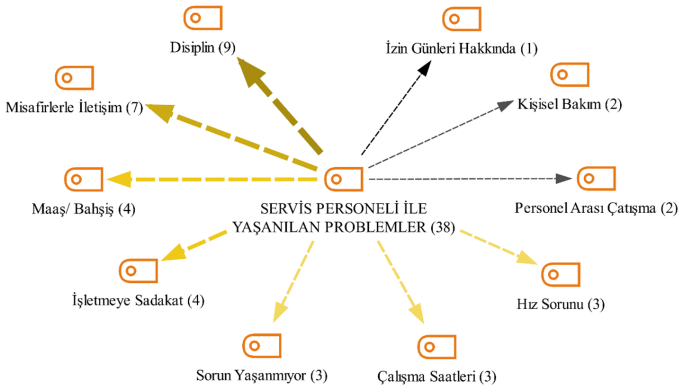 Disiplin (9)
İzin Günleri Hakkında (1)
Misafirlerle İletişim (7)
Kişisel Bakım (2)
Maaş/ Bahşiş (4)
SERVİS PERSONELİ İLE
YAŞANILAN PROBLEMLER (38)
Personel Arası Çatışma (2)
İşletmeye Sadakat (4)
Hız Sorunu (3)
Sorun Yaşanmıyor (3)
Çalışma Saatleri (3)